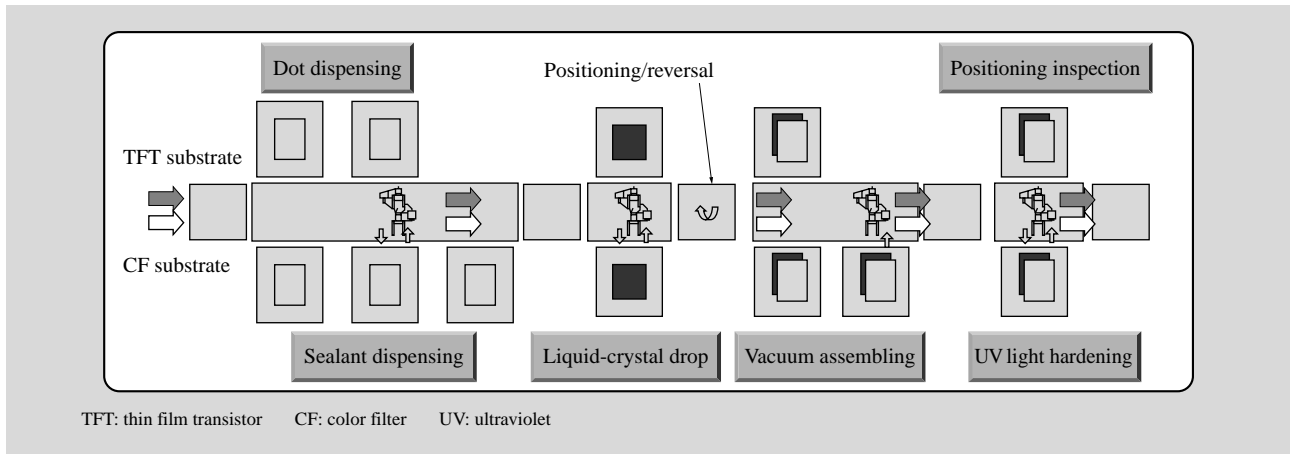 Dot dispensing
Positioning/reversal
Positioning inspection
TFT substrate
CF substrate
Sealant dispensing
Liquid-crystal drop
Vacuum assembling
UV light hardening
TFT: thin film transistor CF: color filter UV: ultraviolet